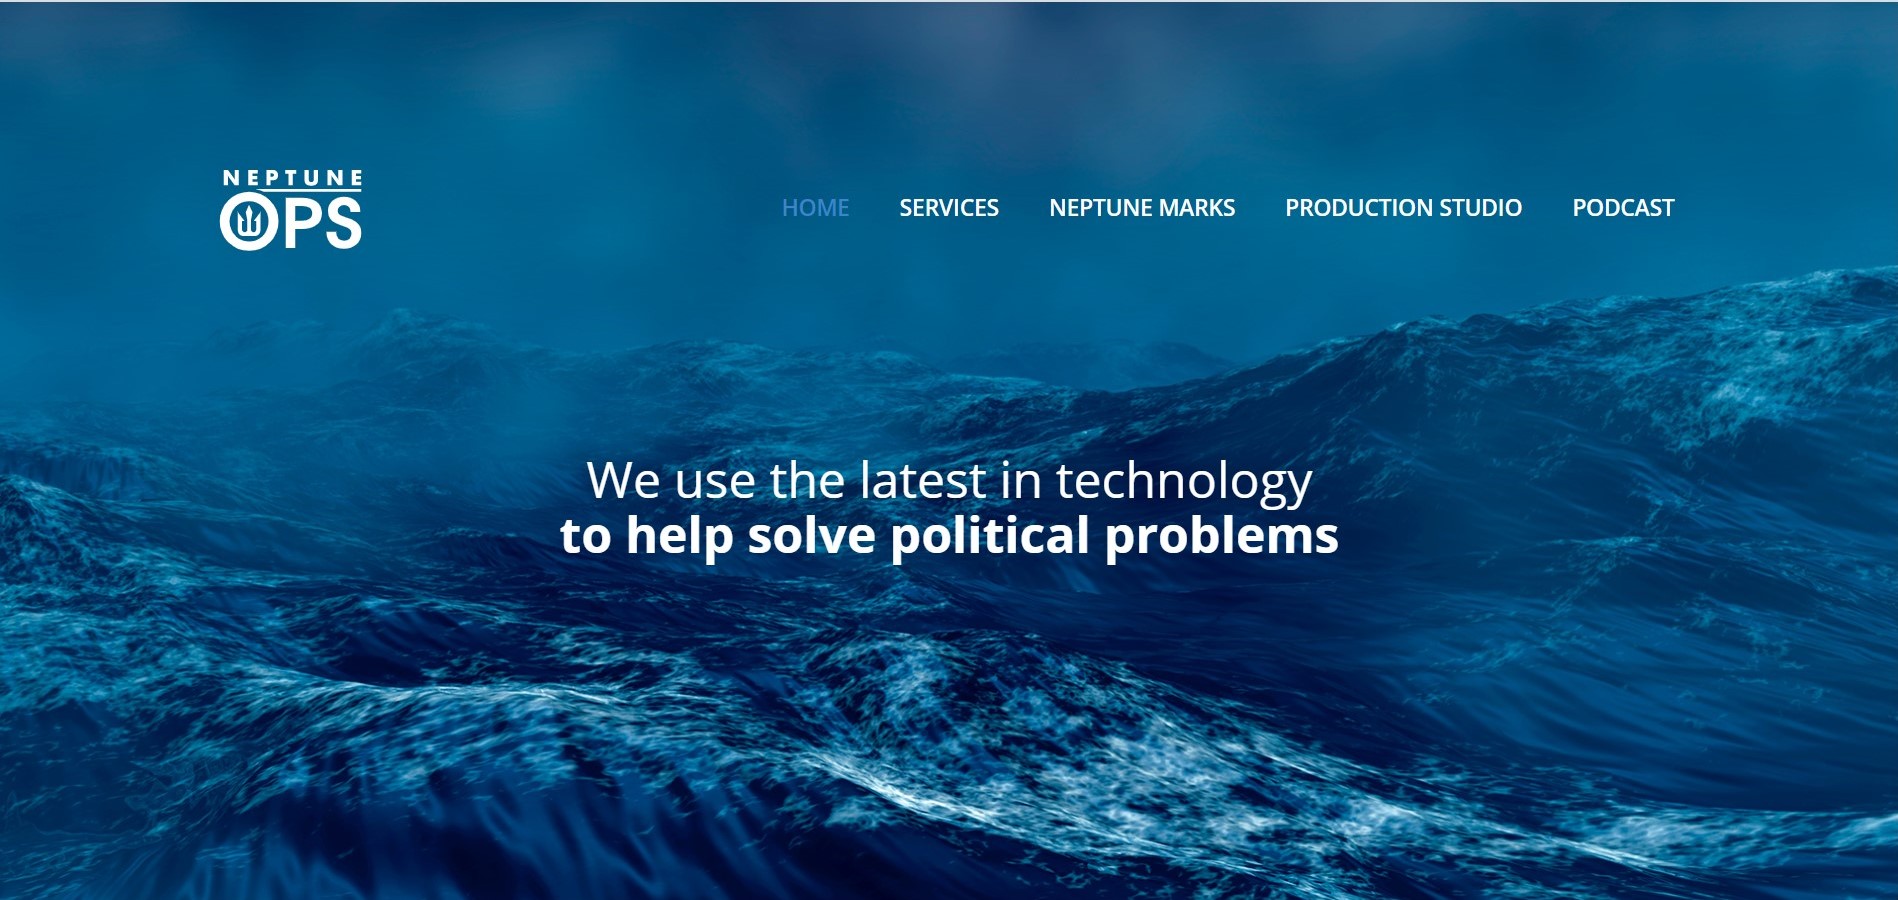 NEPTUNE
OPS
HOME SERVICES NEPTUNE MARKS PRODUCTION STUDIO PODCAST
We use the latest in technology
to help solve political problems